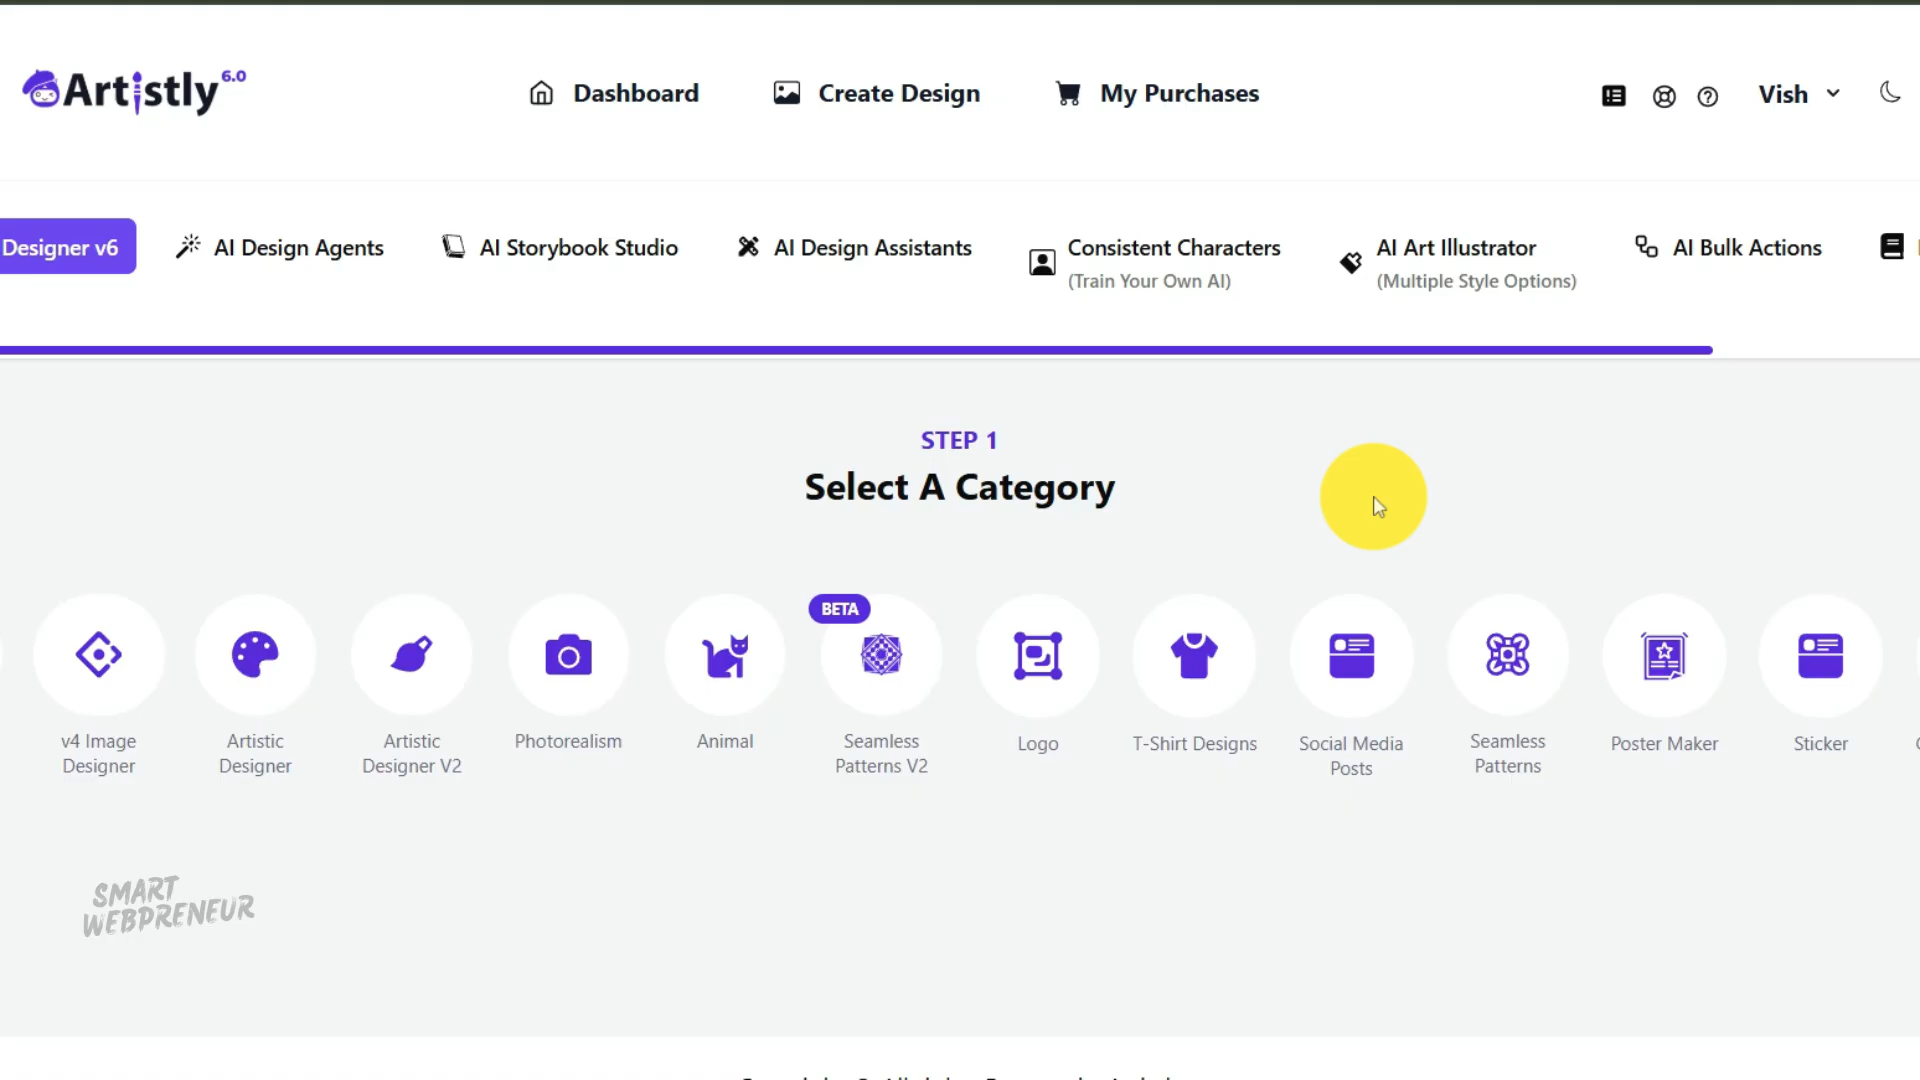 Artistly 6.0
Dashboard
Create Design
My Purchases
Vish
Designer v6
AI Design Agents
AI Storybook Studio
AI Design Assistants
Consistent Characters
(Train Your Own AI)
AI Art Illustrator
(Multiple Style Options)
AI Bulk Actions
STEP 1
Select A Category
BETA
v4 Image
Designer
Artistic
Designer
Artistic
Designer V2
Photorealism
Animal
Seamless
Patterns V2
Logo
T-Shirt Designs
Social Media
Posts
Seamless
Patterns
Poster Maker
Sticker
SMART
WEBPRENEUR